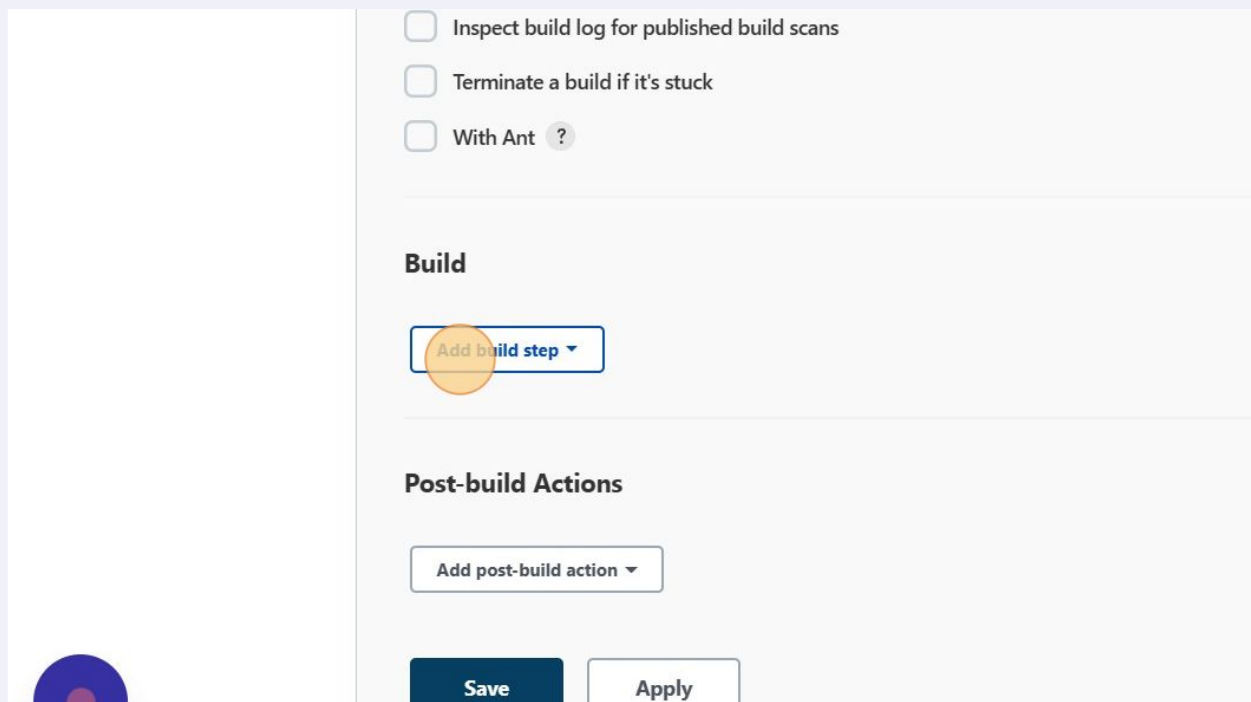 Inspect build log for published build scans
Terminate a build if it's stuck
With Ant ?
Build
Add build step
Post-build Actions
Add post-build action
Save Apply